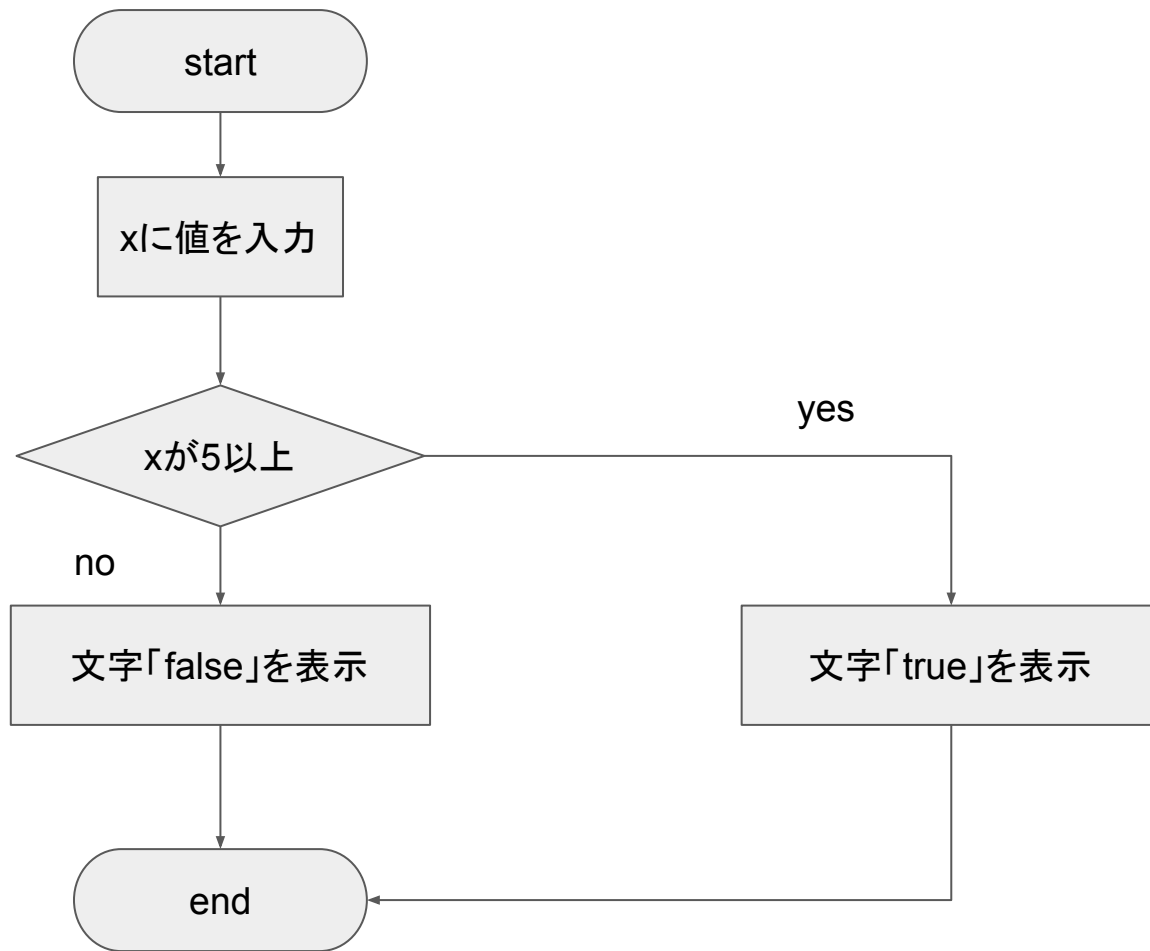 start
xに値を入力
xが5以上
yes
no
文字「false」を表示
文字「true」を表示
end